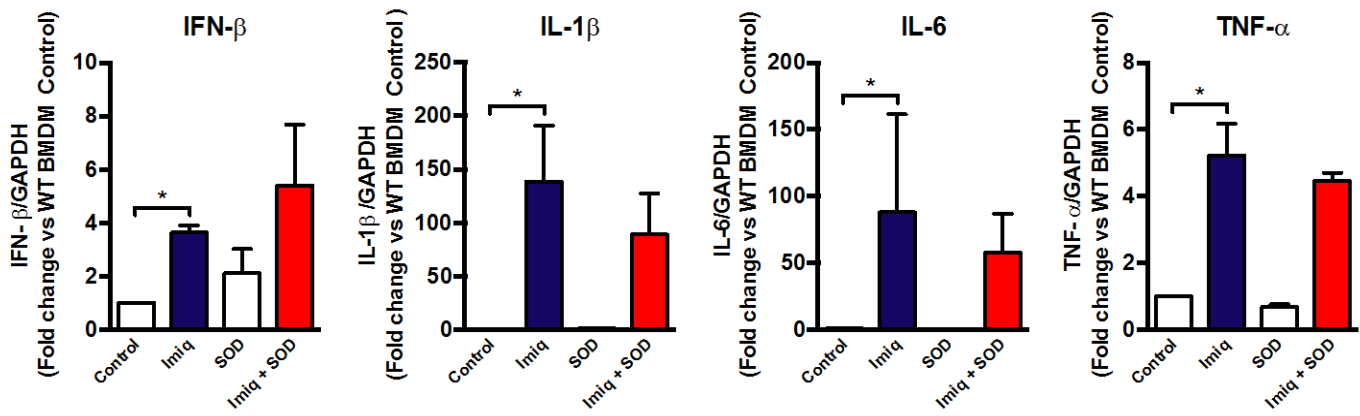 IFN-β
IFN- β/GAPDH
(Fold change vs WT BMDM Control)
10
8
6
4
2
0
*
Control
Imiq
SOD
Imiq + SOD
IL-1β
IL-1β /GAPDH
(Fold change vs WT BMDM Control)
250
200
150
100
50
0
*
Control
Imiq
SOD
Imiq + SOD
IL-6
IL-6/GAPDH
(Fold change vs WT BMDM Control)
200
150
100
50
0
*
Control
Imiq
SOD
Imiq + SOD
TNF-α
TNF- α/GAPDH
(Fold change vs WT BMDM Control)
8
6
4
2
0
*
Control
Imiq
SOD
Imiq + SOD